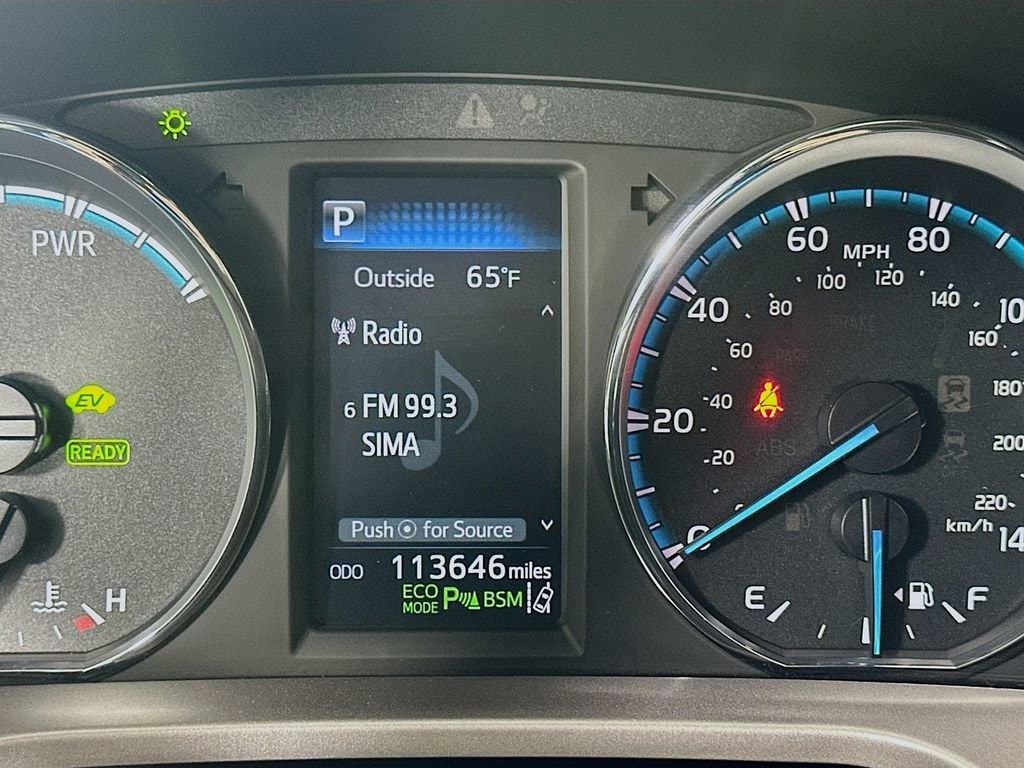 PWR
EV
READY
H
P
Outside 65°F
Radio
6 FM 99.3
SIMA
Push for Source
ODO 113646 miles
ECO MODE P BSM
MPH
0
20
40
60
80
20
40
60
80
100
120
140
160
180
200
220
km/h
ABS
E
F